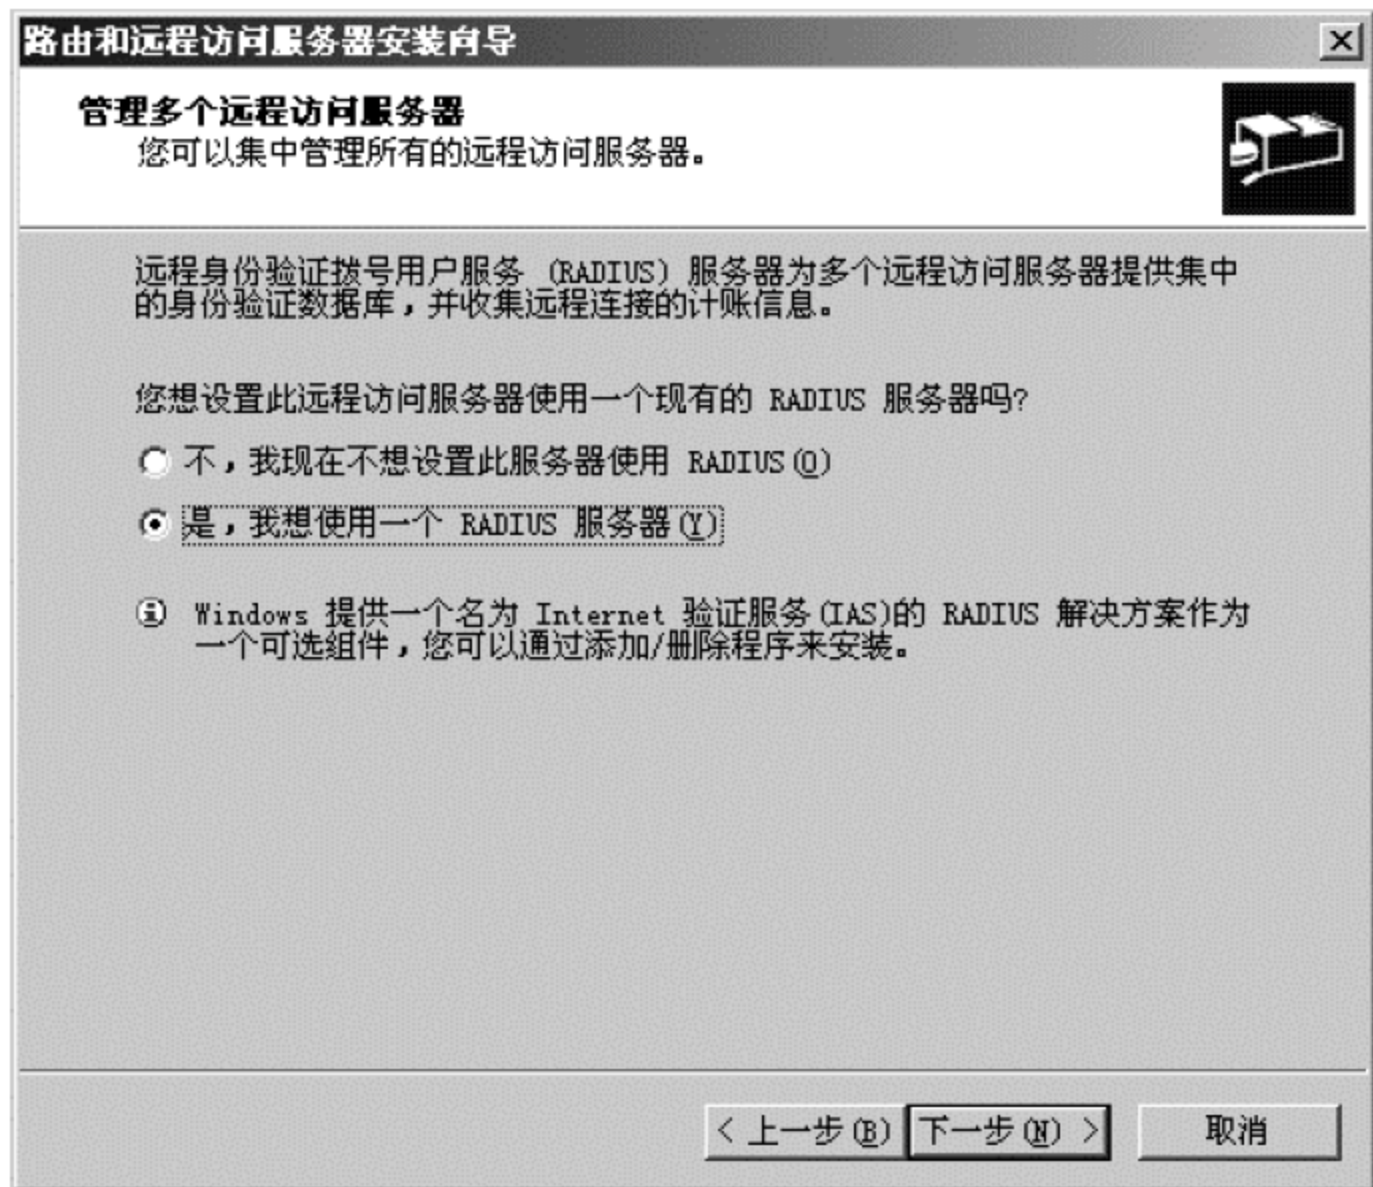 路由和远程访问服务器安装向导
管理多个远程访问服务器
您可以集中管理所有的远程访问服务器。
远程身份验证拨号用户服务 (RADIUS) 服务器为多个远程访问服务器提供集中
的身份验证数据库，并收集远程连接的计账信息。
您想设置此远程访问服务器使用一个现有的 RADIUS 服务器吗?
不，我现在不想设置此服务器使用 RADIUS(O)
是，我想使用一个 RADIUS 服务器(Y)
Windows 提供一个名为 Internet 验证服务(IAS)的 RADIUS 解决方案作为
一个可选组件，您可以通过添加/删除程序来安装。
< 上一步(B) 下一步(N) > 取消